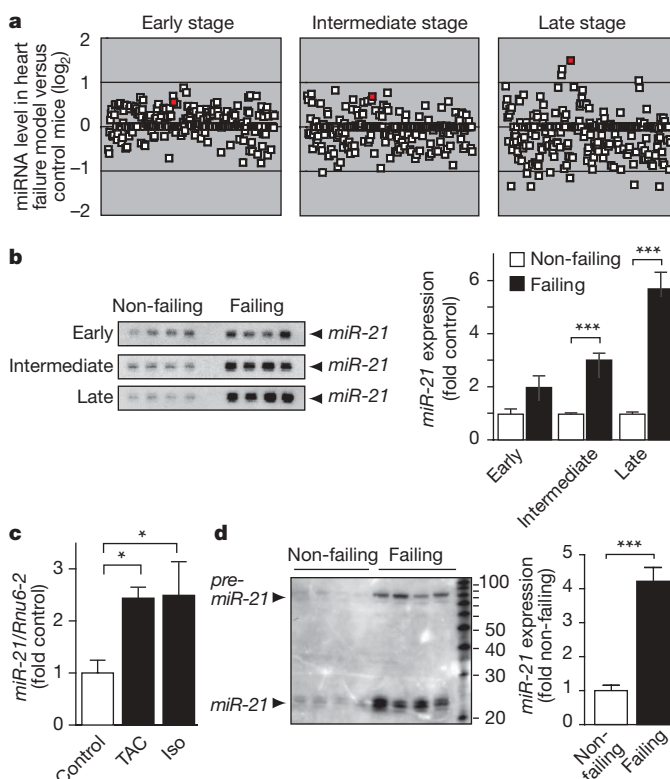 a
Early stage
Intermediate stage
Late stage
miRNA level in heart
failure model versus
control mice (log2)
2
1
0
−1
−2
b
Non-failing
Failing
Early
miR-21
Intermediate
miR-21
Late
miR-21
miR-21 expression
(fold control)
6
4
2
0
Non-failing
Failing
***
***
Early
Intermediate
Late
c
miR-21/Rnu6-2
(fold control)
3
2
1
0
*
*
Control
TAC
Iso
d
Non-failing
Failing
pre-
miR-21
miR-21
100
80
50
40
30
20
miR-21 expression
(fold non-failing)
5
4
3
2
1
0
***
Non-
failing
Failing